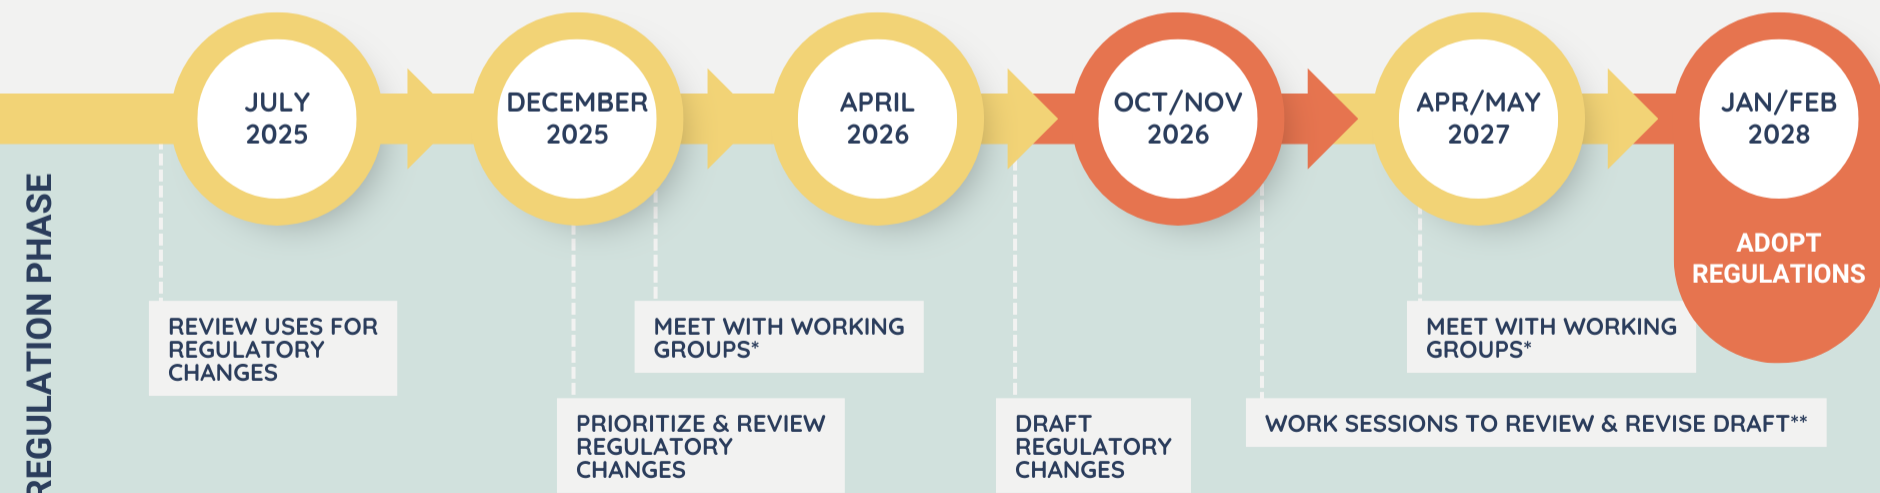 JULY
2025
DECEMBER
2025
APRIL
2026
OCT/NOV
2026
APR/MAY
2027
JAN/FEB
2028
ADOPT
REGULATIONS
REGULATION PHASE
REVIEW USES FOR
REGULATORY
CHANGES
MEET WITH WORKING
GROUPS*
MEET WITH WORKING
GROUPS*
PRIORITIZE & REVIEW
REGULATORY
CHANGES
DRAFT
REGULATORY
CHANGES
WORK SESSIONS TO REVIEW & REVISE DRAFT**